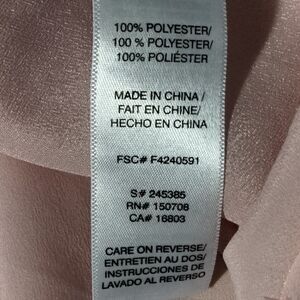 100% POLYESTER/
100 % POLYESTER/
100% POLIÉSTER
MADE IN CHINA /
FAIT EN CHINE/
HECHO EN CHINA
FSC# F4240591
S# 245385
RN# 150708
CA# 16803
CARE ON REVERSE/
ENTRETIEN AU DOS/
INSTRUCCIONES DE
LAVADO AL REVERSO